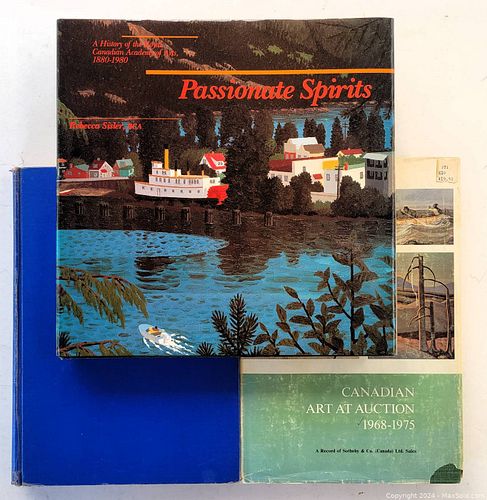 A History of the Royal
Canadian Academy of Arts,
1880-1980
Passionate Spirits
Rebecca Sisler, RCA
CANADIAN
ART AT AUCTION
1968-1975
A Record of Sotheby & Co. (Canada) Ltd. Sales
Copyright 2024 - MaxSold.com